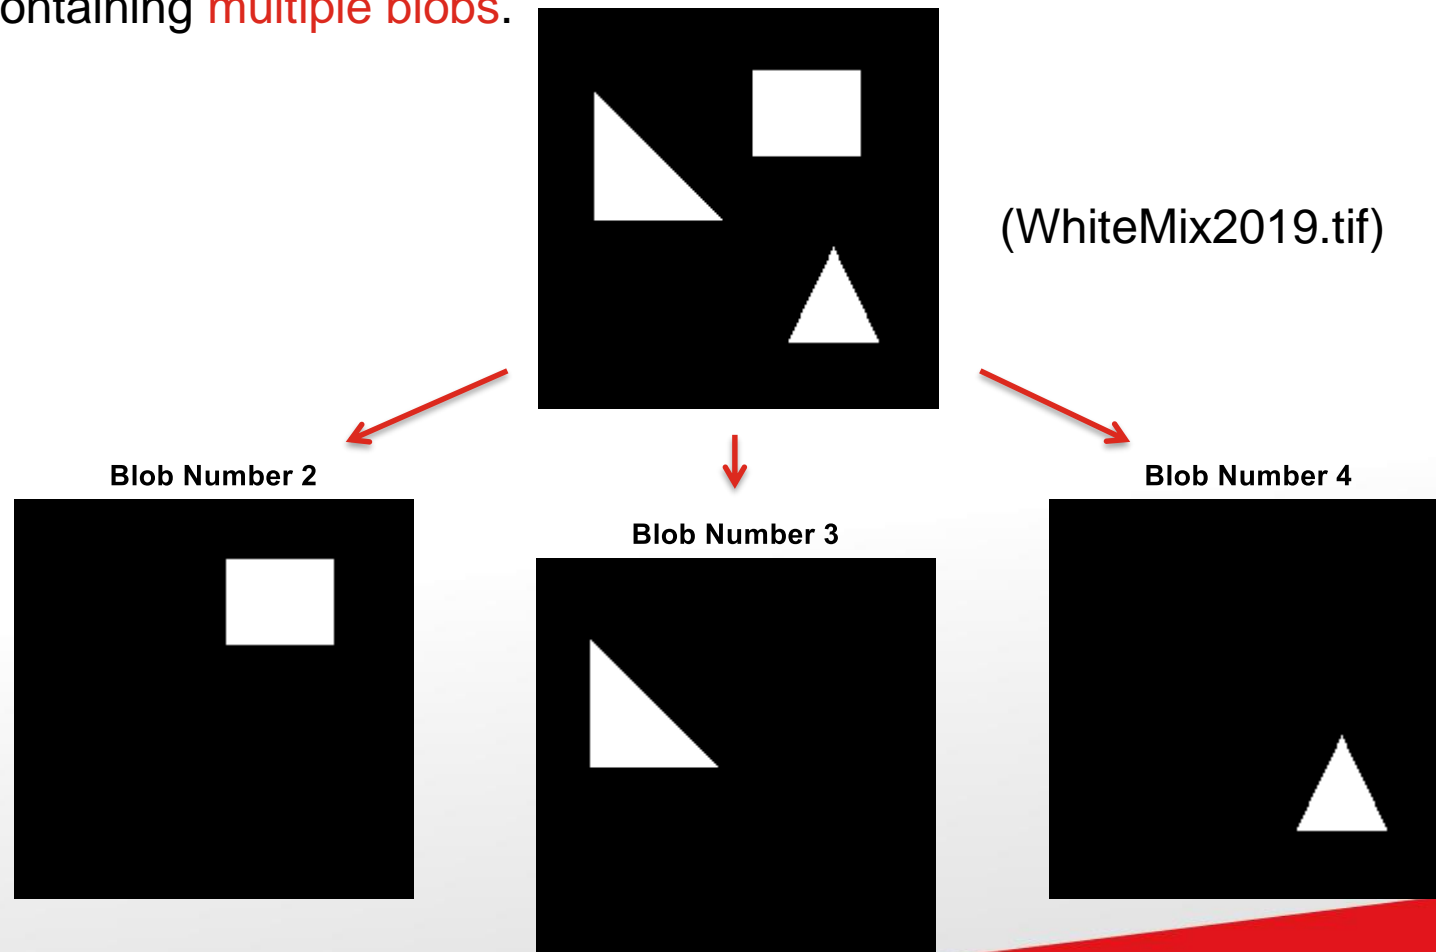 ontaining multiple blobs.
(WhiteMix2019.tif)
Blob Number 2
Blob Number 3
Blob Number 4